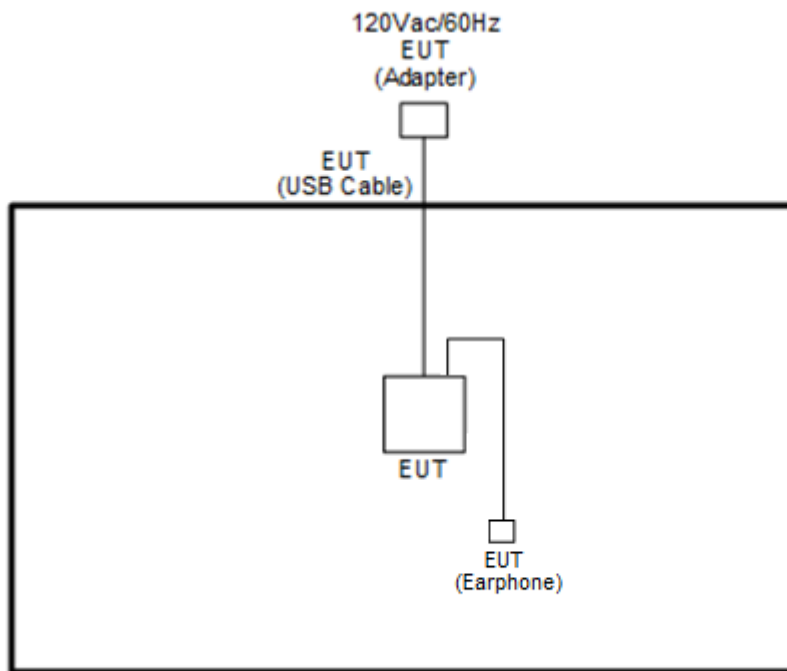 120Vac/60Hz
EUT
(Adapter)
EUT
(USB Cable)
EUT
EUT
(Earphone)